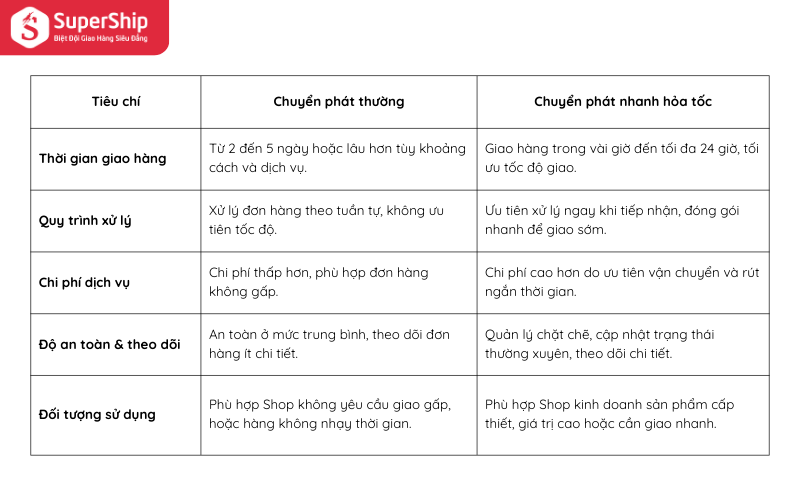 SuperShip
Biệt Đội Giao Hàng Siêu Đẳng
Tiêu chí
Chuyển phát thường
Chuyển phát nhanh hỏa tốc
Thời gian giao hàng
Từ 2 đến 5 ngày hoặc lâu hơn tùy khoảng
cách và dịch vụ.
Giao hàng trong vài giờ đến tối đa 24 giờ, tối
ưu tốc độ giao.
Quy trình xử lý
Xử lý đơn hàng theo tuần tự, không ưu
tiên tốc độ.
Ưu tiên xử lý ngay khi tiếp nhận, đóng gói
nhanh để giao sớm.
Chi phí dịch vụ
Chi phí thấp hơn, phù hợp đơn hàng
không gấp.
Chi phí cao hơn do ưu tiên vận chuyển và rút
ngắn thời gian.
Độ an toàn & theo dõi
An toàn ở mức trung bình, theo dõi đơn
hàng ít chi tiết.
Quản lý chặt chẽ, cập nhật trạng thái
thường xuyên, theo dõi chi tiết.
Đối tượng sử dụng
Phù hợp Shop không yêu cầu giao gấp,
hoặc hàng không nhạy thời gian.
Phù hợp Shop kinh doanh sản phẩm cấp
thiết, giá trị cao hoặc cần giao nhanh.